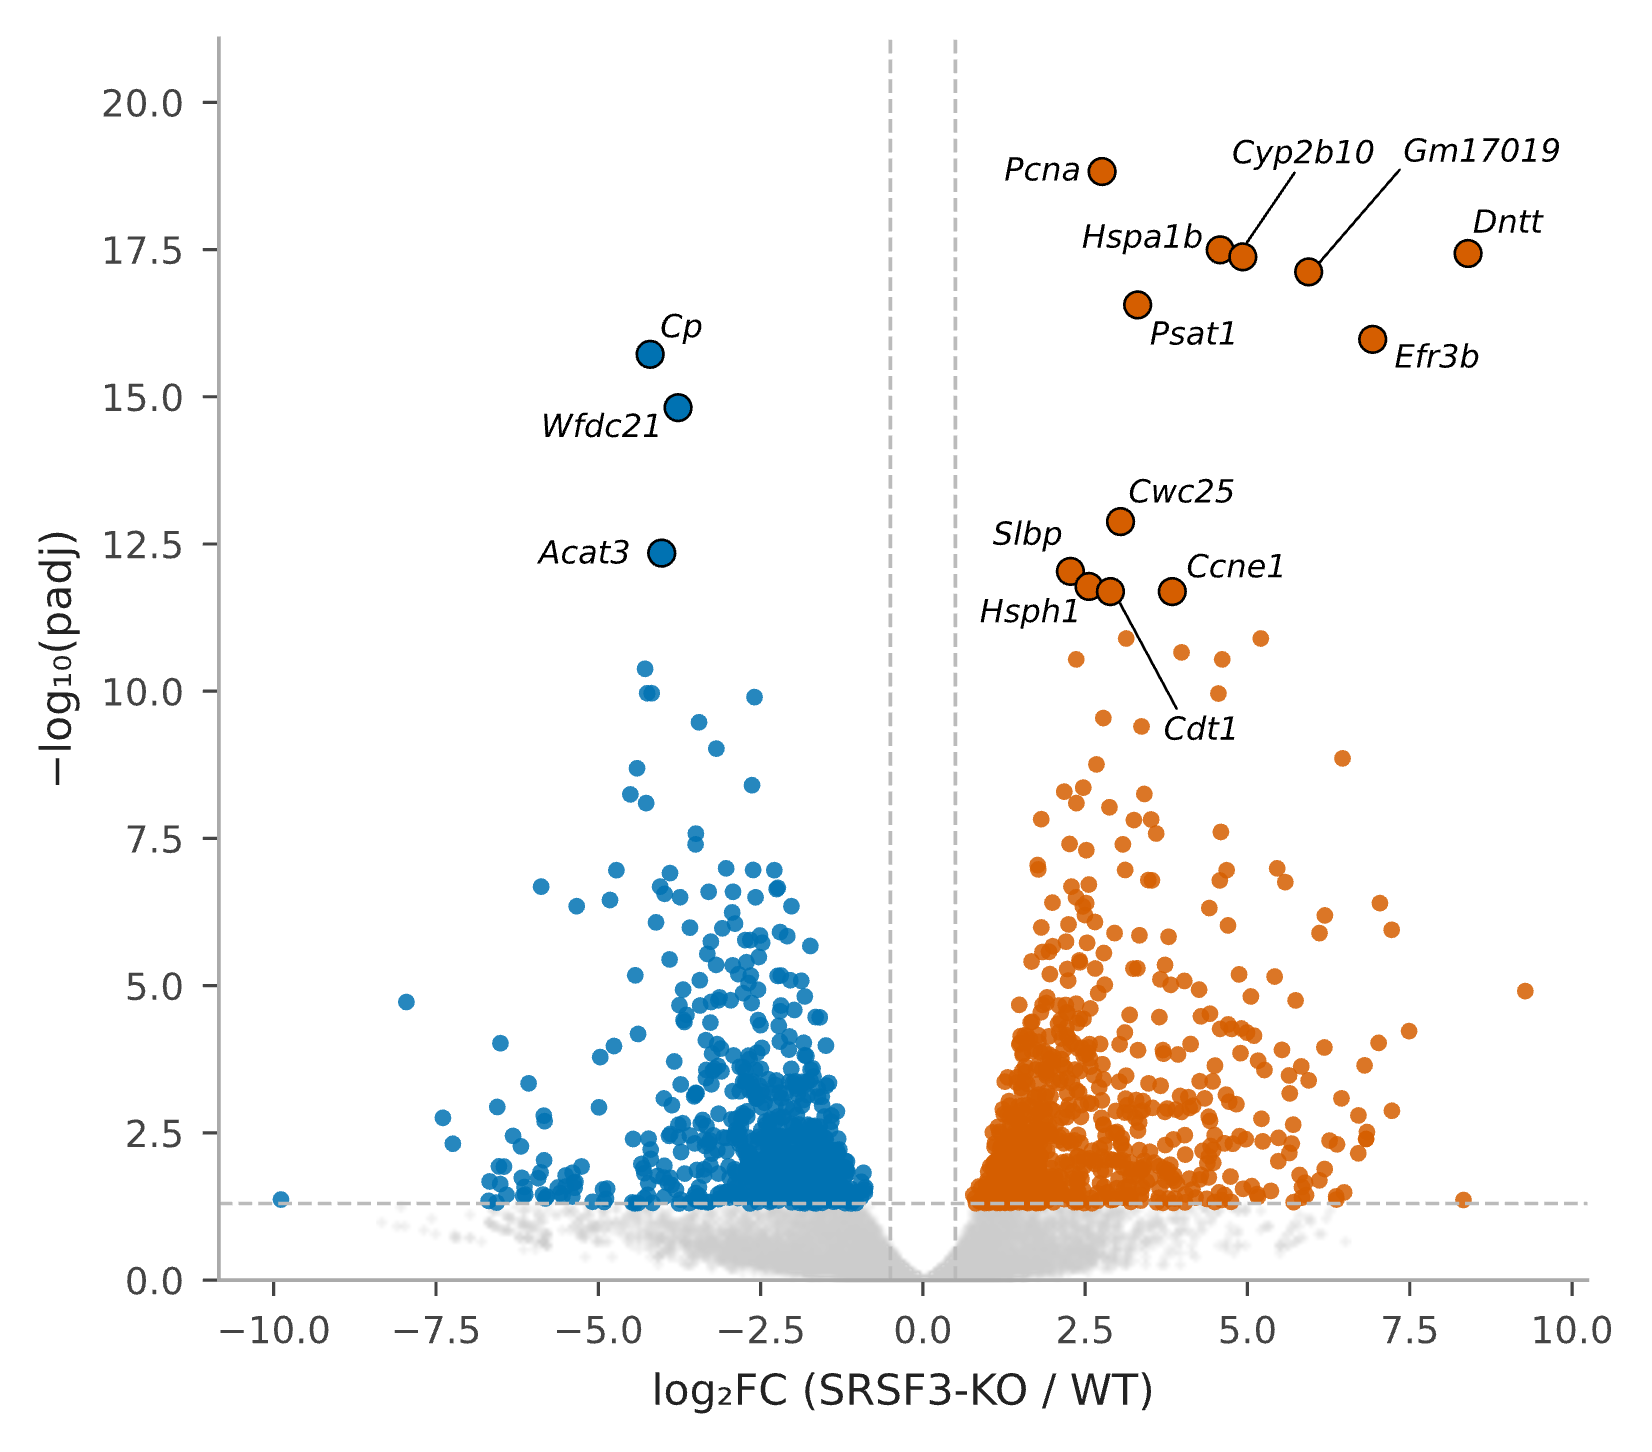 20.0
17.5
15.0
12.5
10.0
7.5
5.0
2.5
0.0
−log₁₀(padj)
Pcna
Cyp2b10
Gm17019
Dntt
Hspa1b
Psat1
Efr3b
Cp
Wfdc21
Acat3
Cwc25
Slbp
Ccne1
Hsph1
Cdt1
−10.0 −7.5 −5.0 −2.5 0.0 2.5 5.0 7.5 10.0
log₂FC (SRSF3-KO / WT)